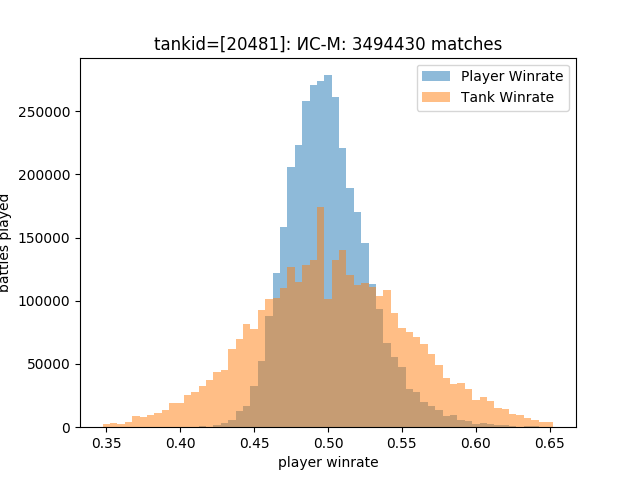 tankid=[20481]: ИС-М: 3494430 matches
Player Winrate
Tank Winrate
250000
200000
150000
100000
50000
0
battles played
0.35 0.40 0.45 0.50 0.55 0.60 0.65
player winrate